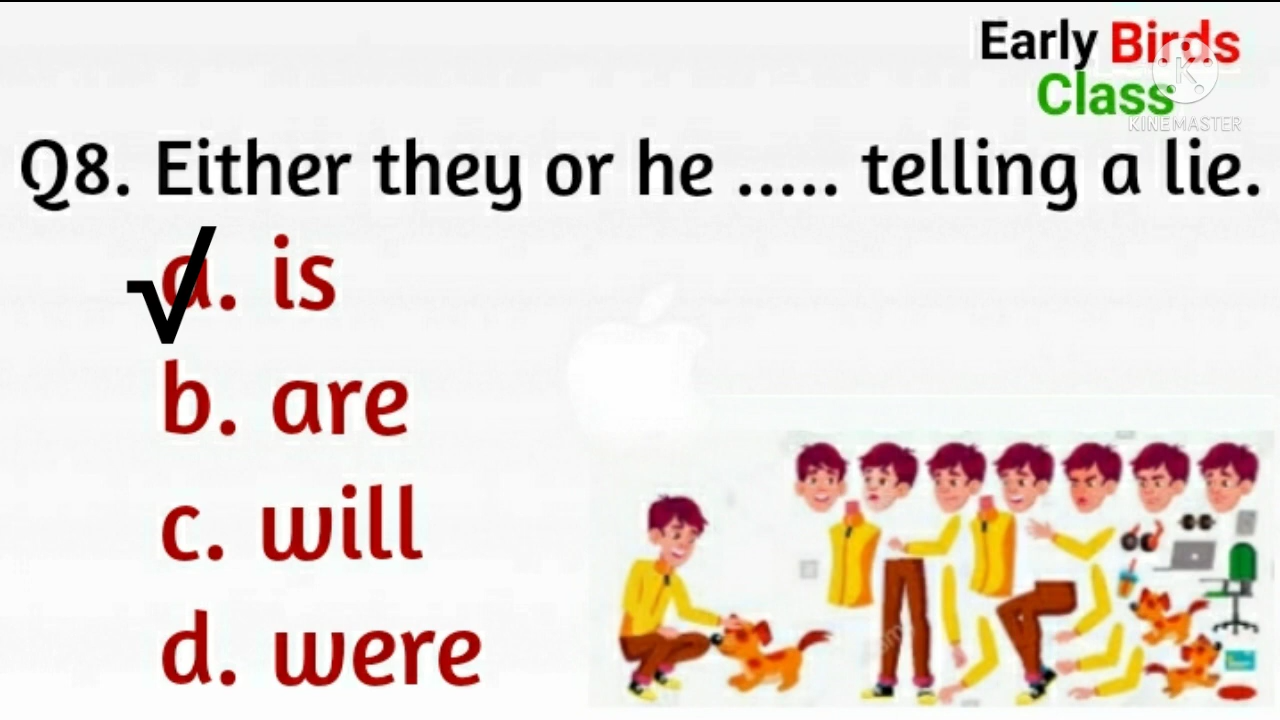 Early Birds
Class
KINEMASTER
Q8. Either they or he ..... telling a lie.
√a. is
b. are
c. will
d. were